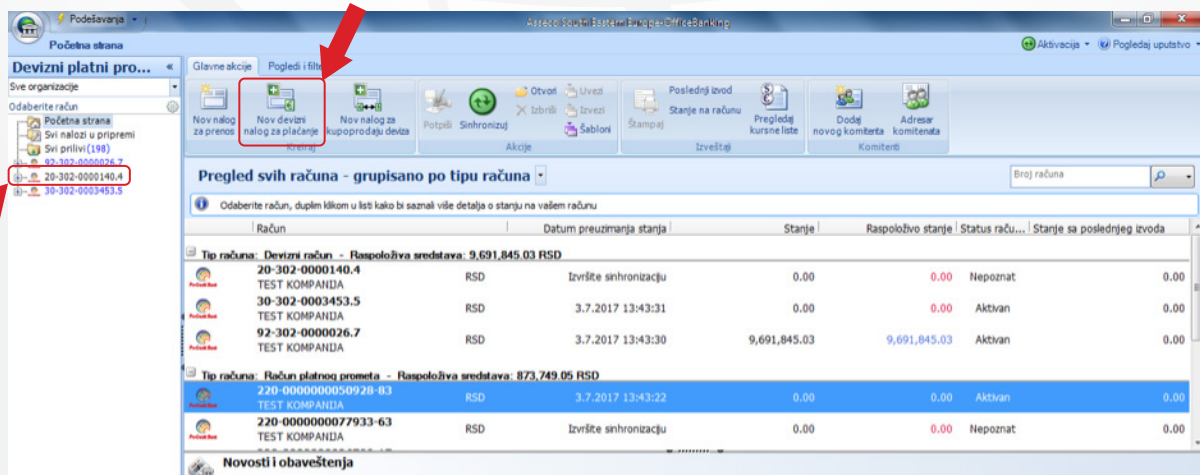 Podešavanja
Asseco South Eastern Europe - OfficeBanking
Početna strana
Aktivacija
Pogledaj uputstvo
Devizni platni pro...
Glavne akcije
Pogledi i filte
Sve organizacije
Odaberite račun
Početna strana
Svi nalozi u pripremi
Svi prilivi (198)
92-302-0000026.7
20-302-0000140.4
30-302-0003453.5
Nov nalog
za prenos
Nov devizni
nalog za plaćanje
Nov nalog za
kupoprodaju deviza
Kreiraj
Potpiši
Sinhronizuj
Otvori
Uvezi
Izbriši
Izvezi
Šabloni
Akcije
Štampaj
Poslednji izvod
Stanje na računu
Pregledaj
kursne liste
Izveštaji
Dodaj
novog komitenta
Adresar
komitenata
Komitenti
Pregled svih računa - grupisano po tipu računa
Broj računa
Odaberite račun, duplim klikom u listi kako bi saznali više detalja o stanju na vašem računu
Račun Datum preuzimanja stanja Stanje Raspoloživo stanje Status raču... Stanje sa poslednjeg izvoda
Tip računa: Devizni račun - Raspoloživa sredstava: 9,691,845.03 RSD
20-302-0000140.4
TEST KOMPANIJA
RSD Izvršite sinhronizaciju 0.00 0.00 Nepoznat 0.00
30-302-0003453.5
TEST KOMPANIJA
RSD 3.7.2017 13:43:31 0.00 0.00 Aktivan 0.00
92-302-0000026.7
TEST KOMPANIJA
RSD 3.7.2017 13:43:30 9,691,845.03 9,691,845.03 Aktivan 0.00
Tip računa: Račun platnog prometa - Raspoloživa sredstava: 873,749.05 RSD
220-0000000050928-83
TEST KOMPANIJA
RSD 3.7.2017 13:43:22 0.00 0.00 Aktivan 0.00
220-0000000077933-63
TEST KOMPANIJA
RSD Izvršite sinhronizaciju 0.00 0.00 Nepoznat 0.00
Novosti i obaveštenja